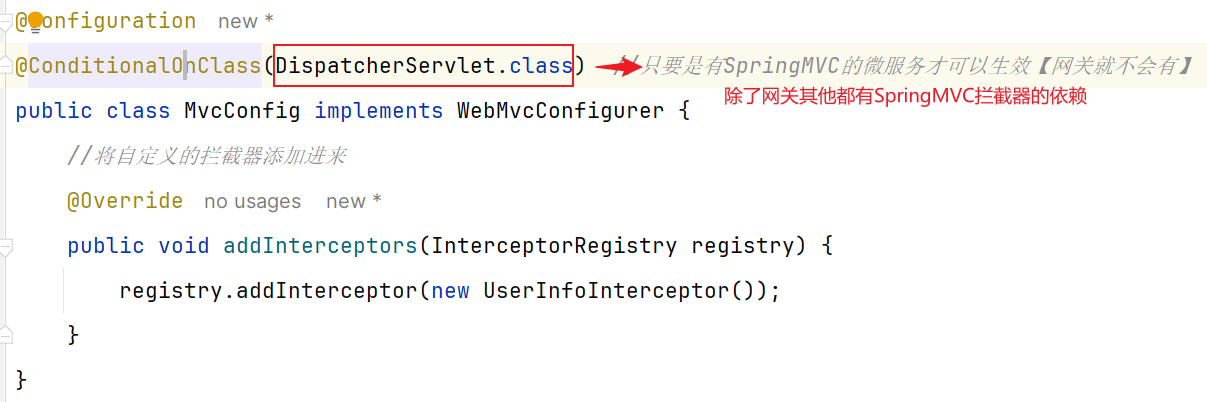 @Configuration new *
@ConditionalOnClass(DispatcherServlet.class) //只要是有SpringMVC的微服务才可以生效【网关就不会有】
除了网关其他都有SpringMVC拦截器的依赖
public class MvcConfig implements WebMvcConfigurer {
//将自定义的拦截器添加进来
@Override no usages new *
public void addInterceptors(InterceptorRegistry registry) {
registry.addInterceptor(new UserInfoInterceptor());
}
}